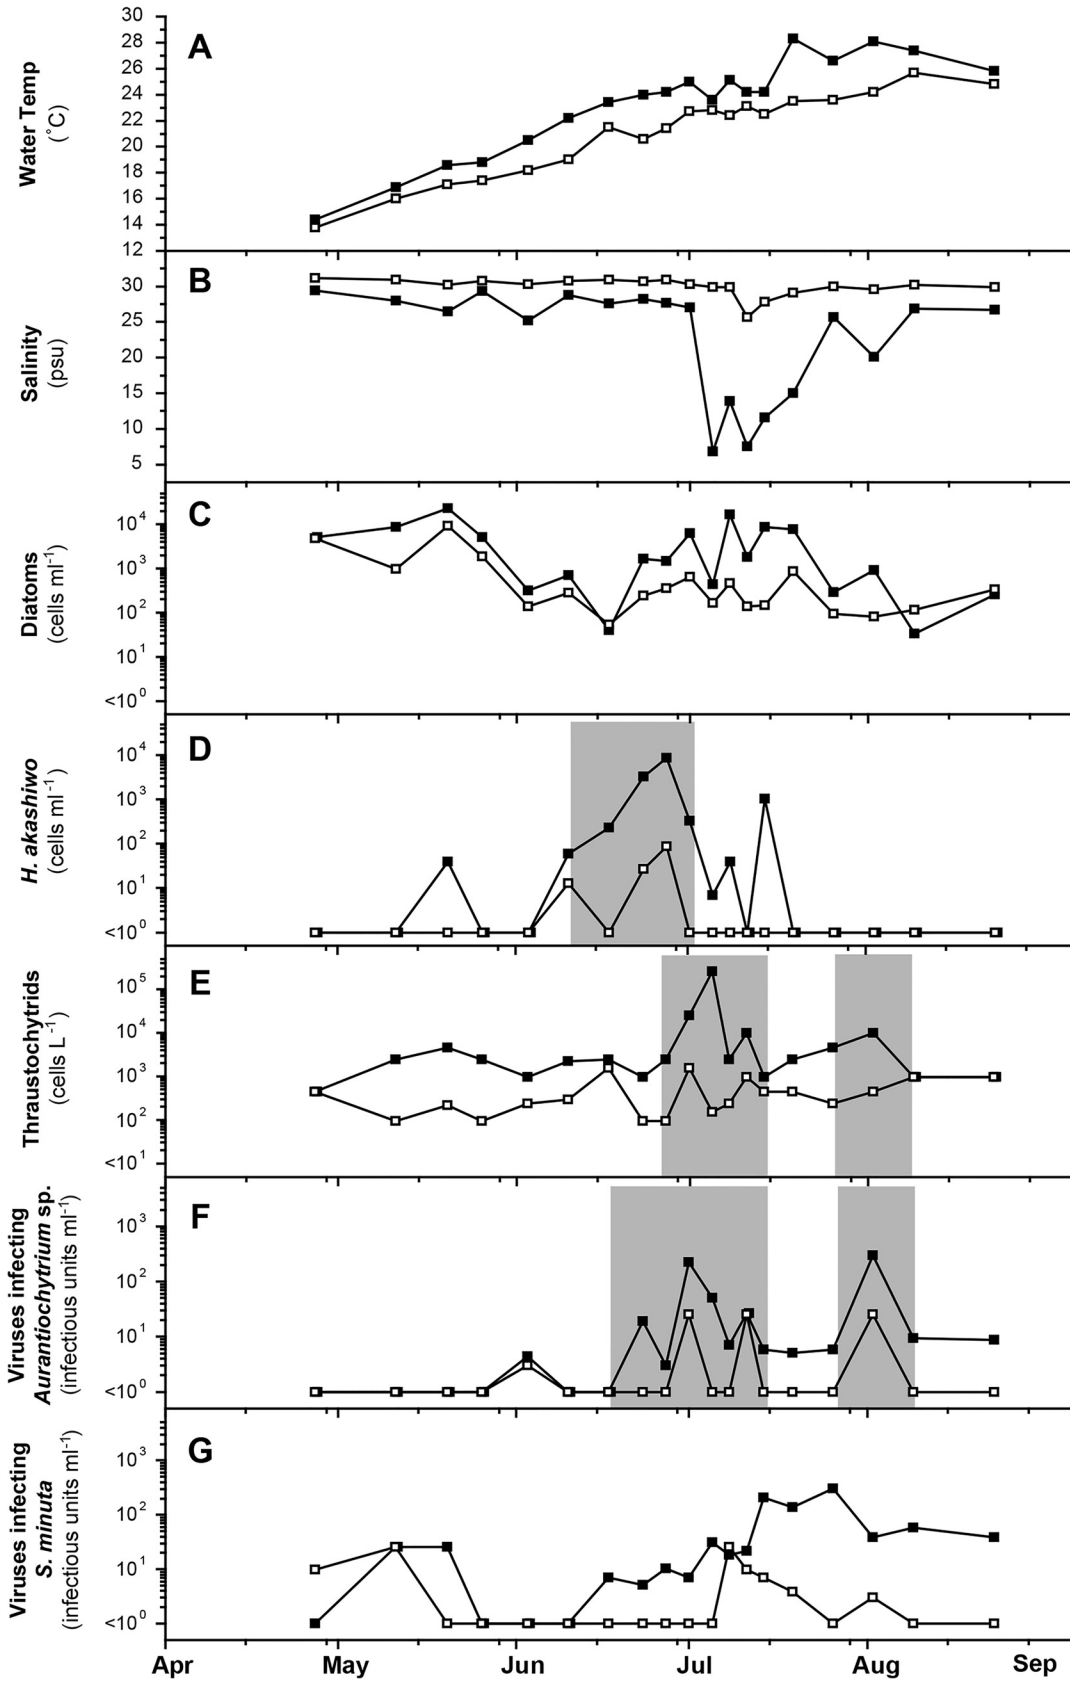 A
Water Temp
(°C)
30
28
26
24
22
20
18
16
14
12
B
Salinity
(psu)
30
25
20
15
10
5
C
Diatoms
(cells ml⁻¹)
10⁴
10³
10²
10¹
<10⁰
D
H. akashiwo
(cells ml⁻¹)
10⁴
10³
10²
10¹
<10⁰
E
Thraustochytrids
(cells L⁻¹)
10⁵
10⁴
10³
10²
<10¹
F
Viruses infecting
Aurantiochytrium sp.
(infectious units ml⁻¹)
10³
10²
10¹
<10⁰
G
Viruses infecting
S. minuta
(infectious units ml⁻¹)
10³
10²
10¹
<10⁰
Apr May Jun Jul Aug Sep